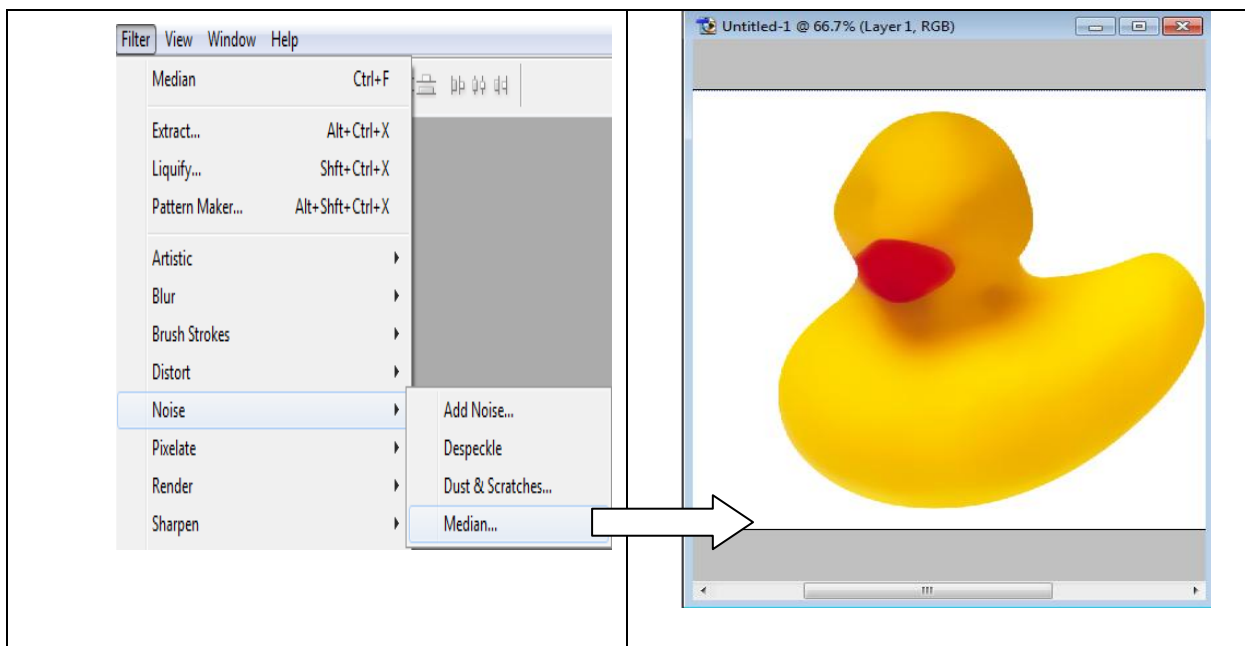 Filter View Window Help
Median Ctrl+F
Extract... Alt+Ctrl+X
Liquify... Shft+Ctrl+X
Pattern Maker... Alt+Shft+Ctrl+X
Artistic
Blur
Brush Strokes
Distort
Noise
Pixelate
Render
Sharpen
Add Noise...
Despeckle
Dust & Scratches...
Median...
Untitled-1 @ 66.7% (Layer 1, RGB)